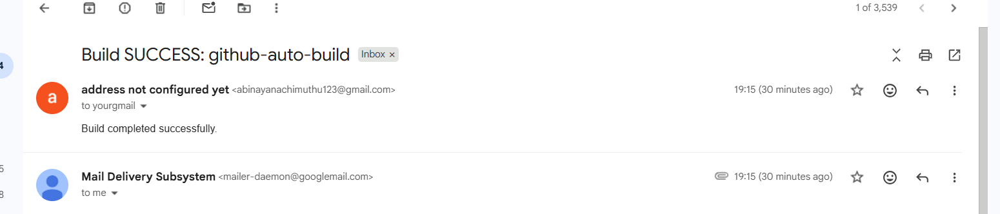 1 of 3,539
4
Build SUCCESS: github-auto-build Inbox ×
a
address not configured yet <abinayanachimuthu123@gmail.com> 19:15 (30 minutes ago)
to yourgmail
Build completed successfully.
5
Mail Delivery Subsystem <mailer-daemon@googlemail.com> 19:15 (30 minutes ago)
to me
8